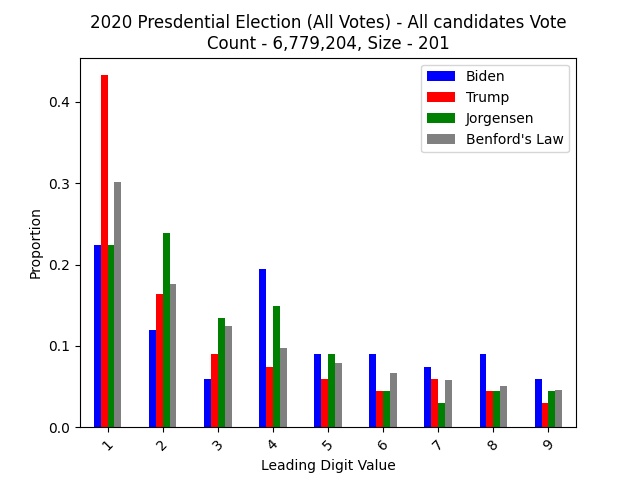 2020 Presdential Election (All Votes) - All candidates Vote
Count - 6,779,204, Size - 201
Biden
Trump
Jorgensen
Benford's Law
Proportion
0.4
0.3
0.2
0.1
0.0
1 2 3 4 5 6 7 8 9
Leading Digit Value